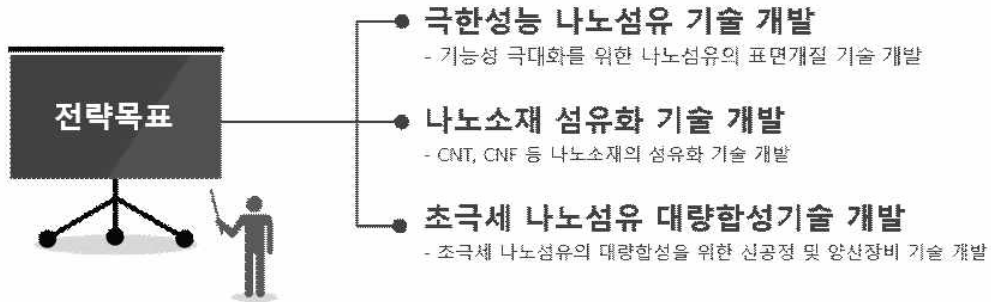 전략목표
극한성능 나노섬유 기술 개발
- 기능성 극대화를 위한 나노섬유의 표면개질 기술 개발
나노소재 섬유화 기술 개발
- CNT, CNF 등 나노소재의 섬유화 기술 개발
초극세 나노섬유 대량합성기술 개발
- 초극세 나노섬유의 대량합성을 위한 신공정 및 양산장비 기술 개발